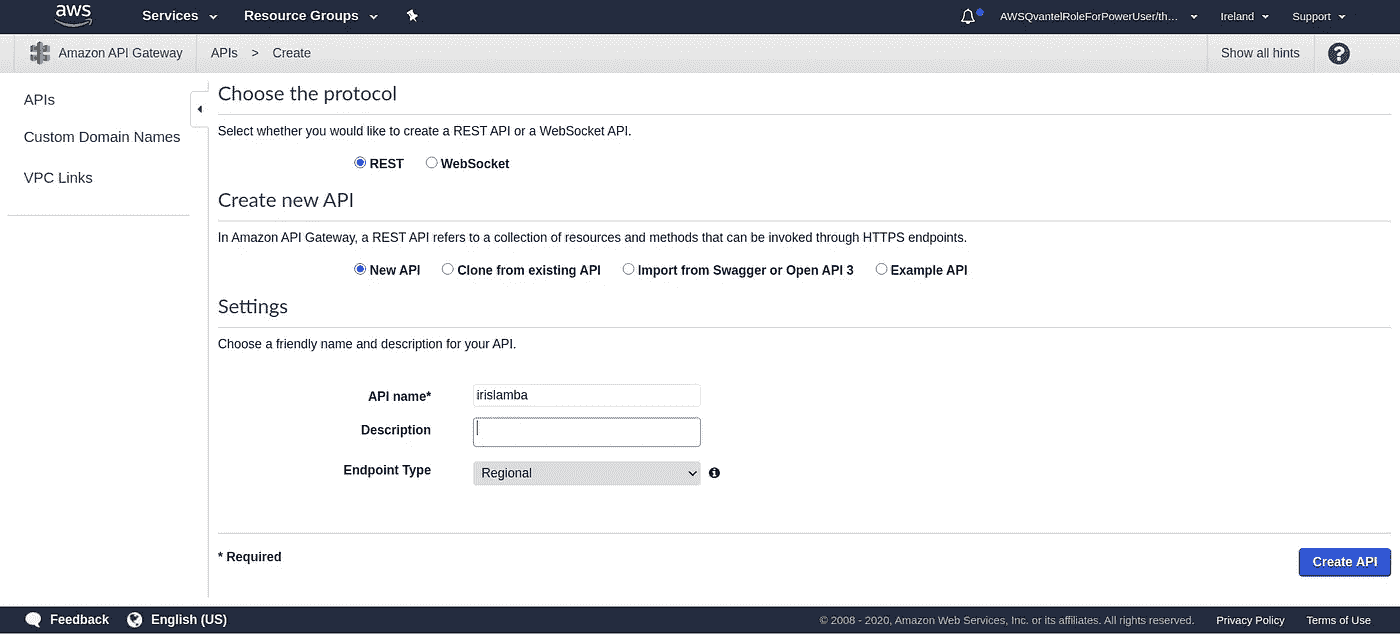 aws Services Resource Groups AWSQvantelRoleForPowerUser/th... Ireland Support
Amazon API Gateway APIs > Create Show all hints ?
APIs
Custom Domain Names
VPC Links
Choose the protocol
Select whether you would like to create a REST API or a WebSocket API.
REST WebSocket
Create new API
In Amazon API Gateway, a REST API refers to a collection of resources and methods that can be invoked through HTTPS endpoints.
New API Clone from existing API Import from Swagger or Open API 3 Example API
Settings
Choose a friendly name and description for your API.
API name* irislamba
Description
Endpoint Type Regional
* Required
Create API
Feedback English (US) © 2008 - 2020, Amazon Web Services, Inc. or its affiliates. All rights reserved. Privacy Policy Terms of Use